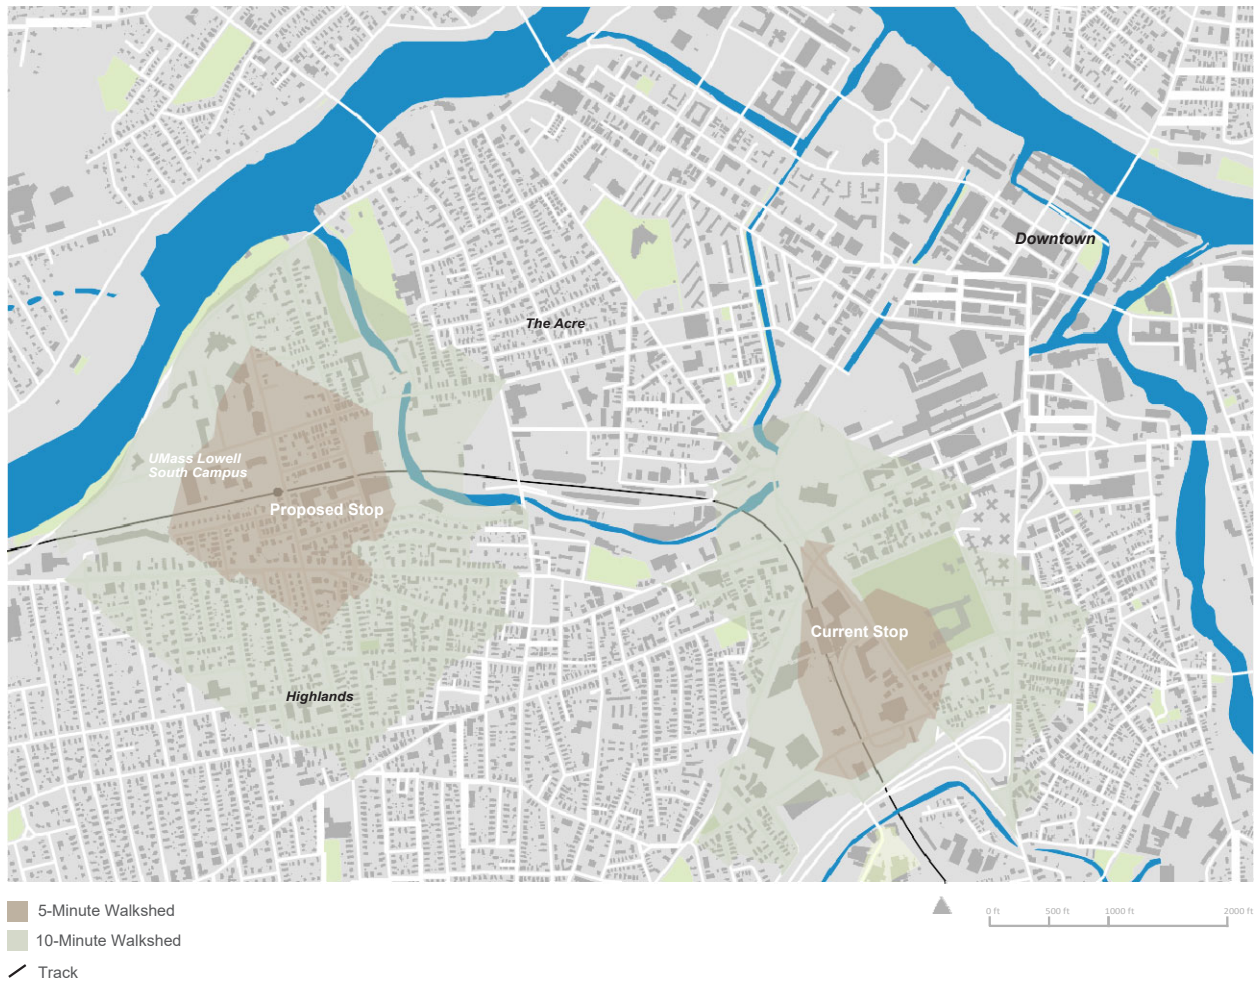 Downtown
The Acre
UMass Lowell
South Campus
Proposed Stop
Current Stop
Highlands
5-Minute Walkshed
10-Minute Walkshed
Track
0 ft 500 ft 1000 ft 2000 ft